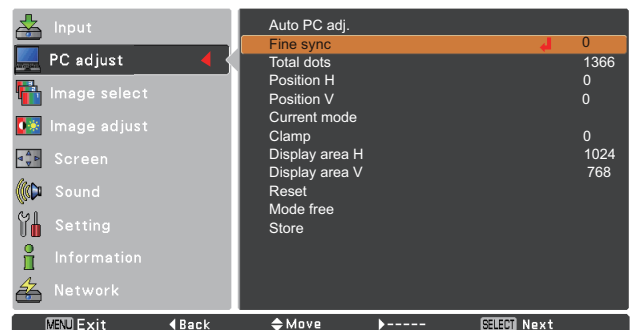 Input
PC adjust
Image select
Image adjust
Screen
Sound
Setting
Information
Network
Auto PC adj.
Fine sync 0
Total dots 1366
Position H 0
Position V 0
Current mode
Clamp 0
Display area H 1024
Display area V 768
Reset
Mode free
Store
MENU Exit Back Move ----- SELECT Next